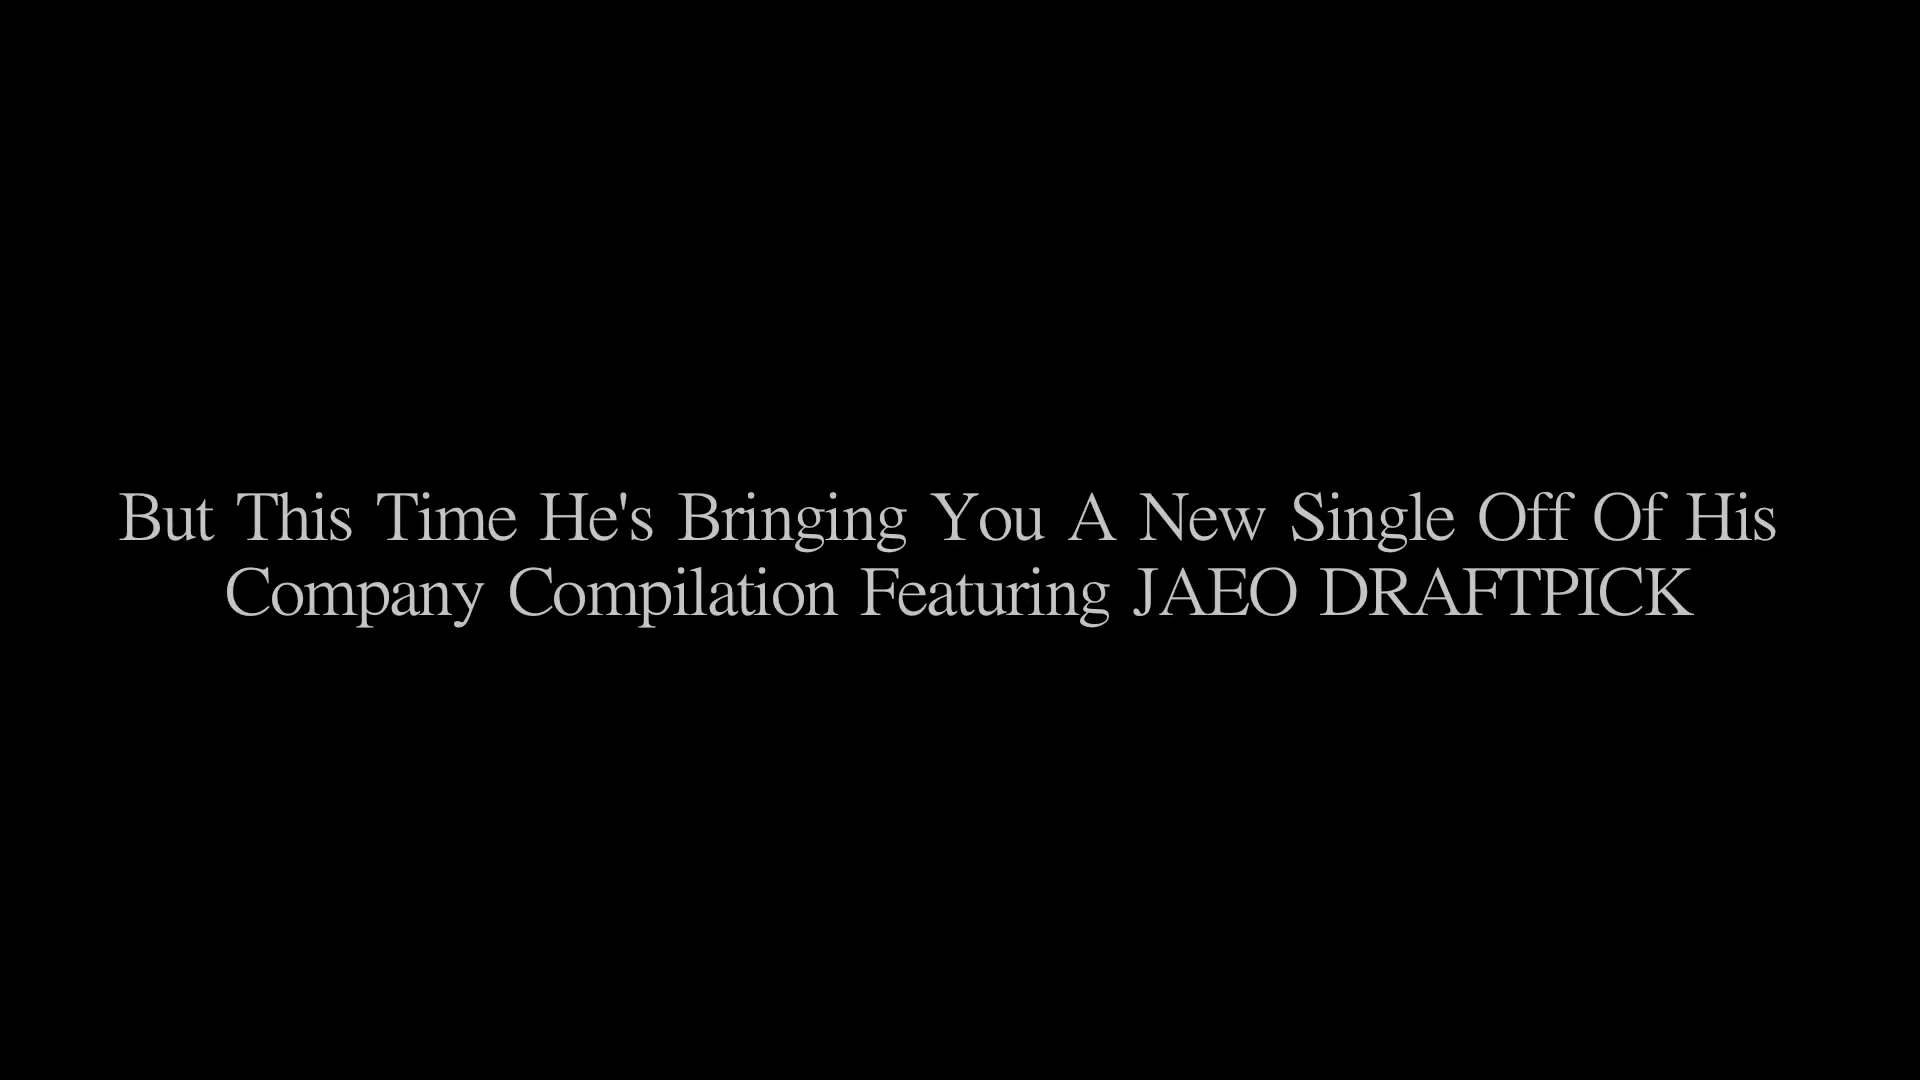 But This Time He's Bringing You A New Single Off Of His
Company Compilation Featuring JAEO DRAFTPICK